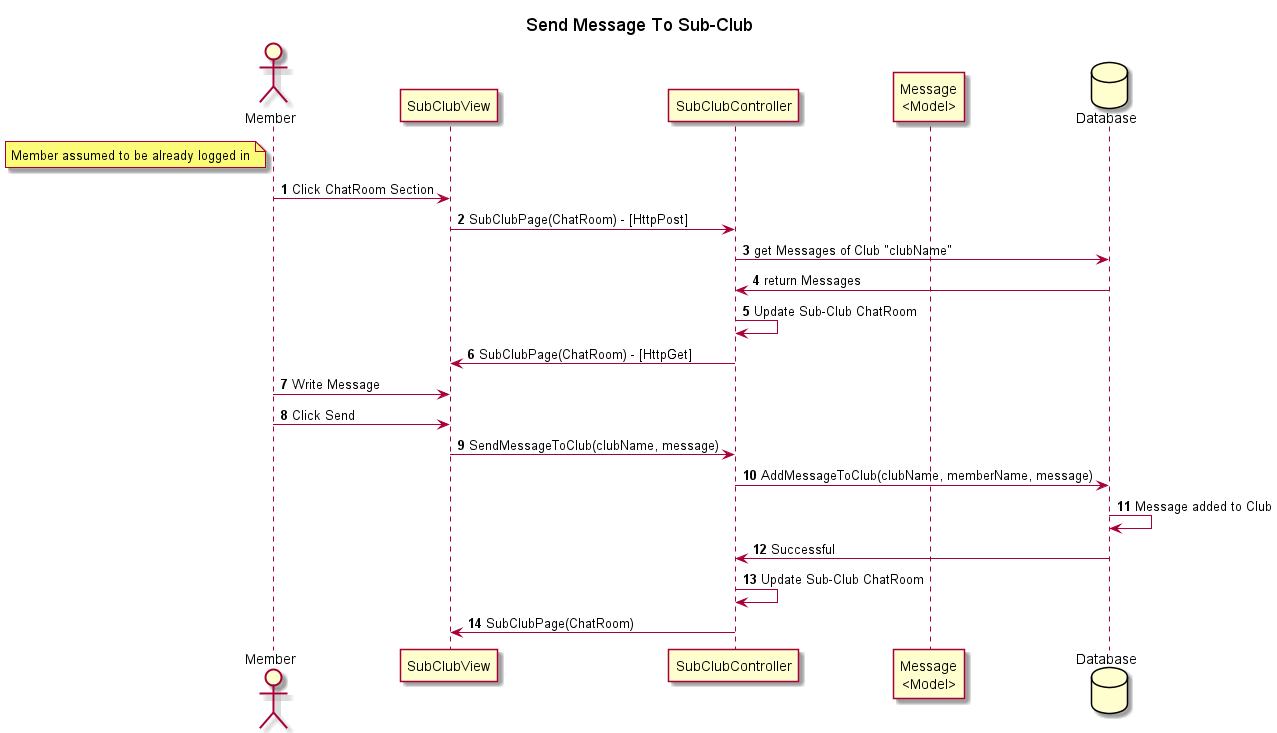 Send Message To Sub-Club
Member
SubClubView
SubClubController
Message
<Model>
Database
Member assumed to be already logged in
1 Click ChatRoom Section
2 SubClubPage(ChatRoom) - [HttpPost]
3 get Messages of Club "clubName"
4 return Messages
5 Update Sub-Club ChatRoom
6 SubClubPage(ChatRoom) - [HttpGet]
7 Write Message
8 Click Send
9 SendMessageToClub(clubName, message)
10 AddMessageToClub(clubName, memberName, message)
11 Message added to Club
12 Successful
13 Update Sub-Club ChatRoom
14 SubClubPage(ChatRoom)
Member
SubClubView
SubClubController
Message
<Model>
Database